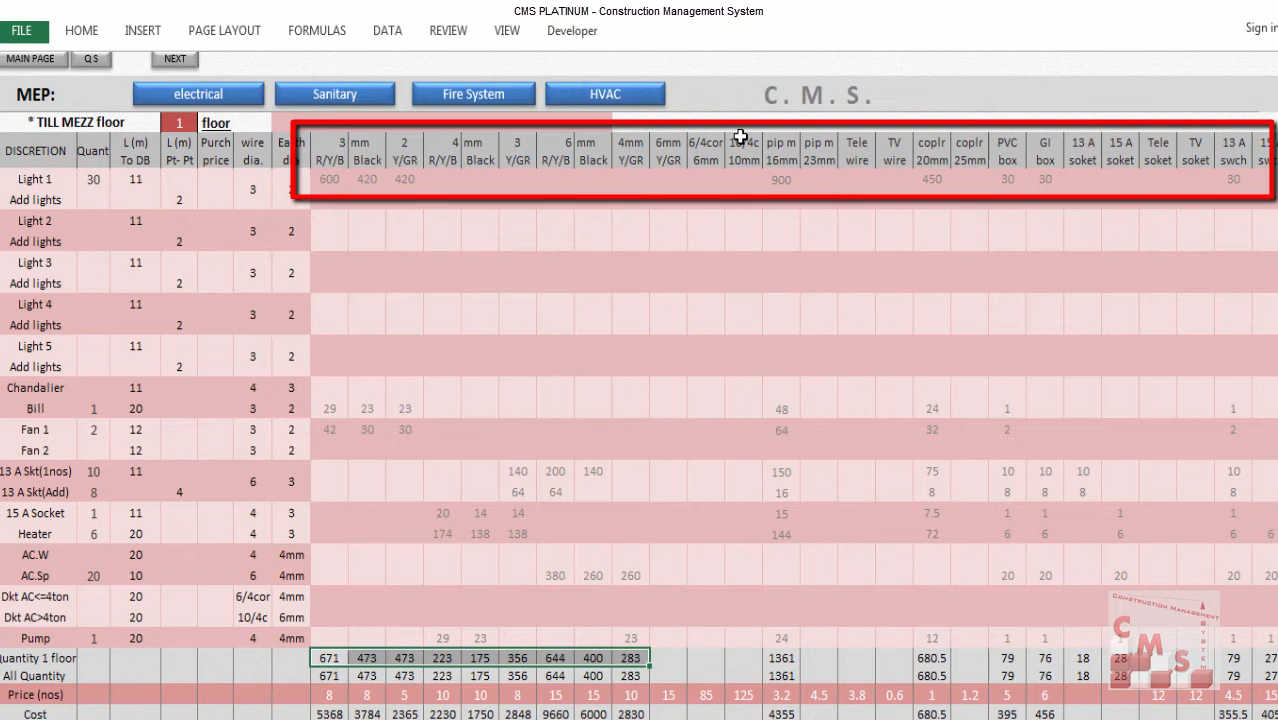 CMS PLATINUM - Construction Management System
FILE HOME INSERT PAGE LAYOUT FORMULAS DATA REVIEW VIEW Developer Sign in
MAIN PAGE Q S NEXT
MEP: electrical Sanitary Fire System HVAC C. M. S.
* TILL MEZZ floor 1 floor
DISCRETION Quant L (m) L (m) Purch wire Earth 3 mm 2 4 mm 3 6 mm 4mm 6mm 6/4cor pip m pip m Tele TV coplr coplr PVC GI 13 A 15 A Tele TV 13 A
To DB Pt- Pt price dia. R/Y/B Black Y/GR R/Y/B Black Y/GR R/Y/B Black Y/GR Y/GR 6mm 10mm 16mm 23mm wire wire 20mm 25mm box box soket soket soket soket swch
Light 1 30 11 3 600 420 420 900 450 30 30 30
Add lights 2
Light 2 11 3 2
Add lights 2
Light 3 11 3 2
Add lights 2
Light 4 11 3 2
Add lights 2
Light 5 11 3 2
Add lights 2
Chandalier 11 4 3
Bill 1 20 3 2 29 23 23 48 24 1 1
Fan 1 2 12 3 2 42 30 30 64 32 2 2
Fan 2 12 3 2
13 A Skt(1nos) 10 11 6 3 140 200 140 150 75 10 10 10 10
13 A Skt(Add) 8 4 64 64 16 8 8 8 8 8
15 A Socket 1 11 4 3 20 14 14 15 7.5 1 1 1 1
Heater 6 20 4 3 174 138 138 144 72 6 6 6 6 6
AC.W 20 4 4mm
AC.Sp 20 10 6 4mm 380 260 260 20 20 20 20 20
Dkt AC<=4ton 20 6/4cor 4mm
Dkt AC>4ton 20 10/4c 6mm
Pump 1 20 4 4mm 29 23 23 24 12 1 1 1 1
Quantity 1 floor 671 473 473 223 175 356 644 400 283 1361 680.5 79 76 18 28 79 27
All Quantity 671 473 473 223 175 356 644 400 283 1361 680.5 79 76 18 28 79 27
Price (nos) 8 8 5 10 10 8 15 15 10 15 85 125 3.2 4.5 3.8 0.6 1 1.2 5 6 12 12 4.5 15
Cost 5368 3784 2365 2230 1750 2848 9660 6000 2830 4355 680.5 395 456 355.5 405
CONSTRUCTION MANAGEMENT SYSTEM
C M S